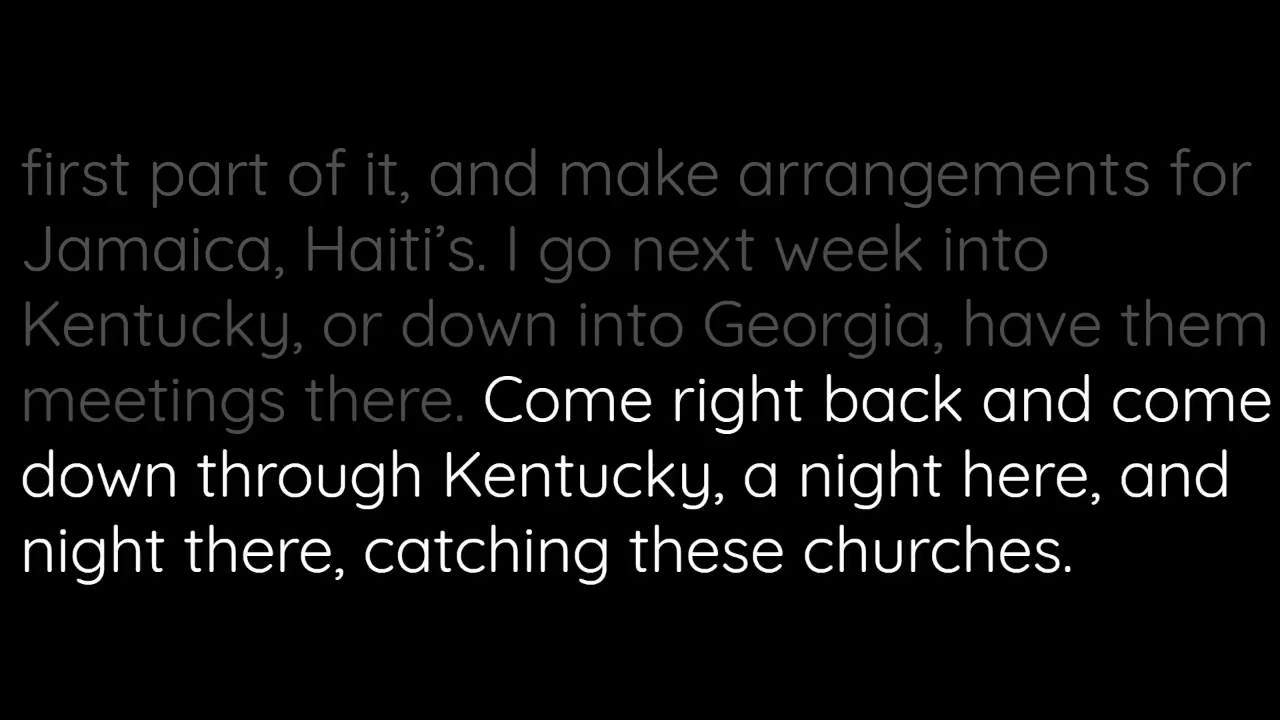 first part of it, and make arrangements for
Jamaica, Haiti’s. I go next week into
Kentucky, or down into Georgia, have them
meetings there. Come right back and come
down through Kentucky, a night here, and
night there, catching these churches.